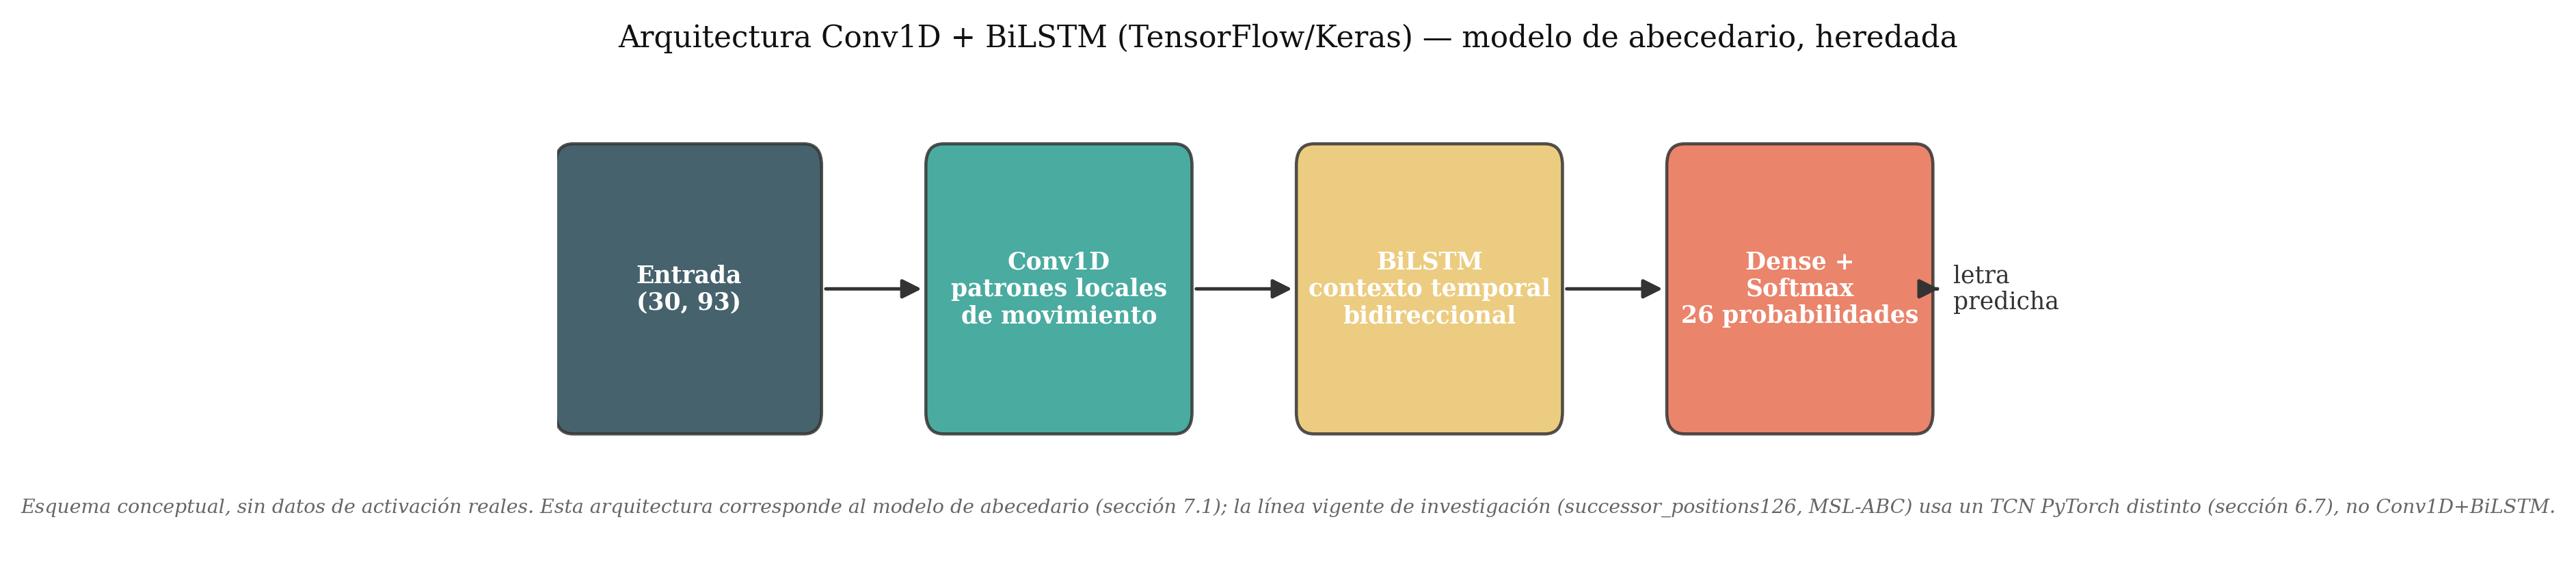 Arquitectura Conv1D + BiLSTM (TensorFlow/Keras) — modelo de abecedario, heredada
Entrada
(30, 93)
Conv1D
patrones locales
de movimiento
BiLSTM
contexto temporal
bidireccional
Dense +
Softmax
26 probabilidades
letra
predicha
Esquema conceptual, sin datos de activación reales. Esta arquitectura corresponde al modelo de abecedario (sección 7.1); la línea vigente de investigación (successor_positions126, MSL-ABC) usa un TCN PyTorch distinto (sección 6.7), no Conv1D+BiLSTM.